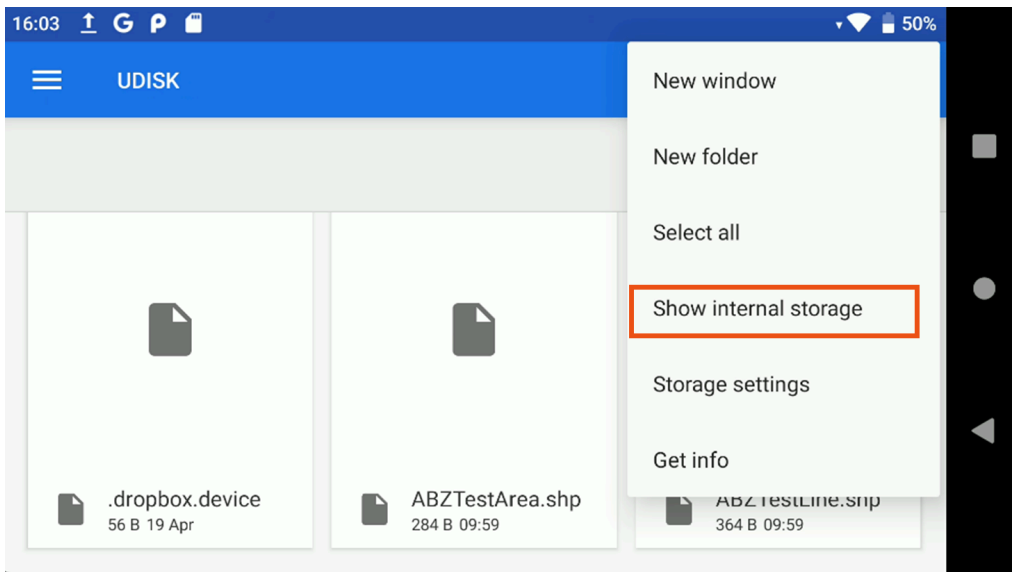 16:03 G P 50%
UDISK
New window
New folder
Select all
Show internal storage
Storage settings
Get info
.dropbox.device
56 B 19 Apr
ABZTestArea.shp
284 B 09:59
ABZTestLine.shp
364 B 09:59